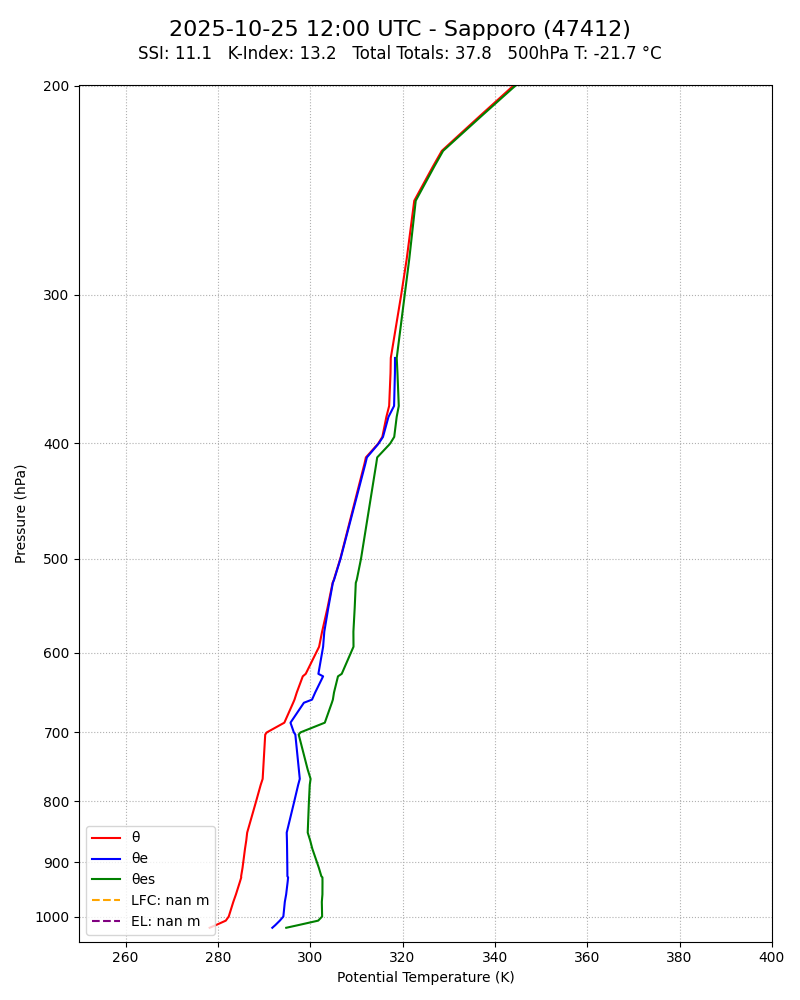 2025-10-25 12:00 UTC - Sapporo (47412)
SSI: 11.1   K-Index: 13.2   Total Totals: 37.8   500hPa T: -21.7 °C
200
300
400
500
600
700
800
900
1000
Pressure (hPa)
θ
θe
θes
LFC: nan m
EL: nan m
260 280 300 320 340 360 380 400
Potential Temperature (K)